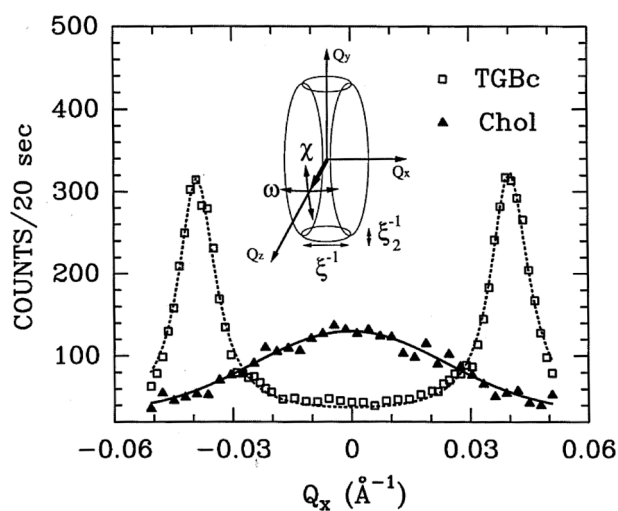 500
400
300
200
100
COUNTS/20 sec
TGBc
Chol
Qy
Qx
Qz
χ
ω
ξ⁻¹
ξ₂⁻¹
−0.06
−0.03
0
0.03
0.06
Qₓ (Å⁻¹)